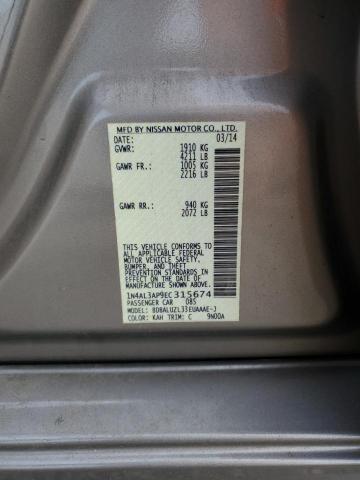 MFD BY NISSAN MOTOR CO., LTD.
DATE: 03/14
GVWR: 1910 KG
4211 LB
GAWR FR.: 1005 KG
2216 LB
GAWR RR.: 940 KG
2072 LB
THIS VEHICLE CONFORMS TO
ALL APPLICABLE FEDERAL
MOTOR VEHICLE SAFETY,
BUMPER, AND THEFT
PREVENTION STANDARDS IN
EFFECT ON THE DATE OF
MANUFACTURE SHOWN ABOVE.
1N4AL3AP9EC315674
PASSENGER CAR 085
MODEL: BDBALUZL33EUAAAE-J
COLOR: KAH TRIM: C 9N00A